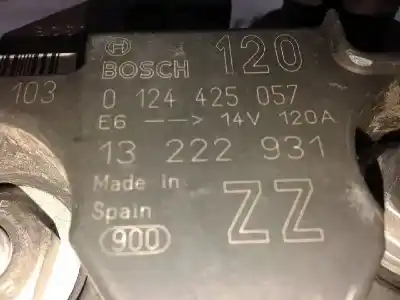 BOSCH 120
103
0 124 425 057
E6 --> 14V 120A
13 222 931
Made in
Spain
ZZ
900